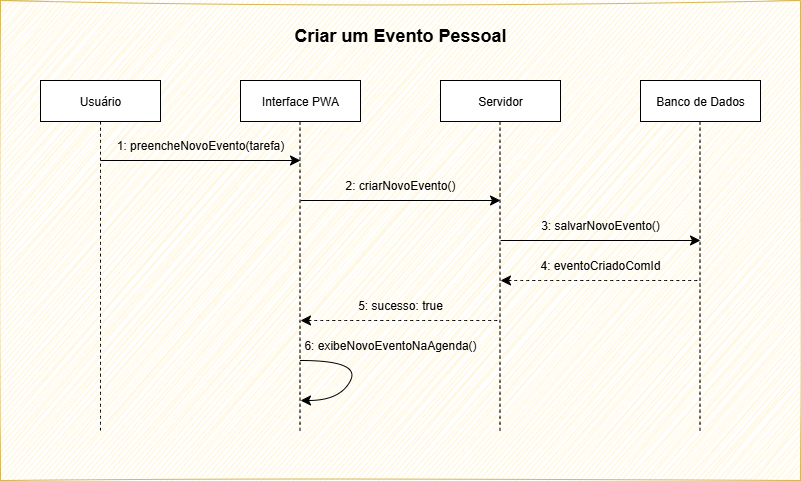 Criar um Evento Pessoal
Usuário
Interface PWA
Servidor
Banco de Dados
1: preencheNovoEvento(tarefa)
2: criarNovoEvento()
3: salvarNovoEvento()
4: eventoCriadoComId
5: sucesso: true
6: exibeNovoEventoNaAgenda()